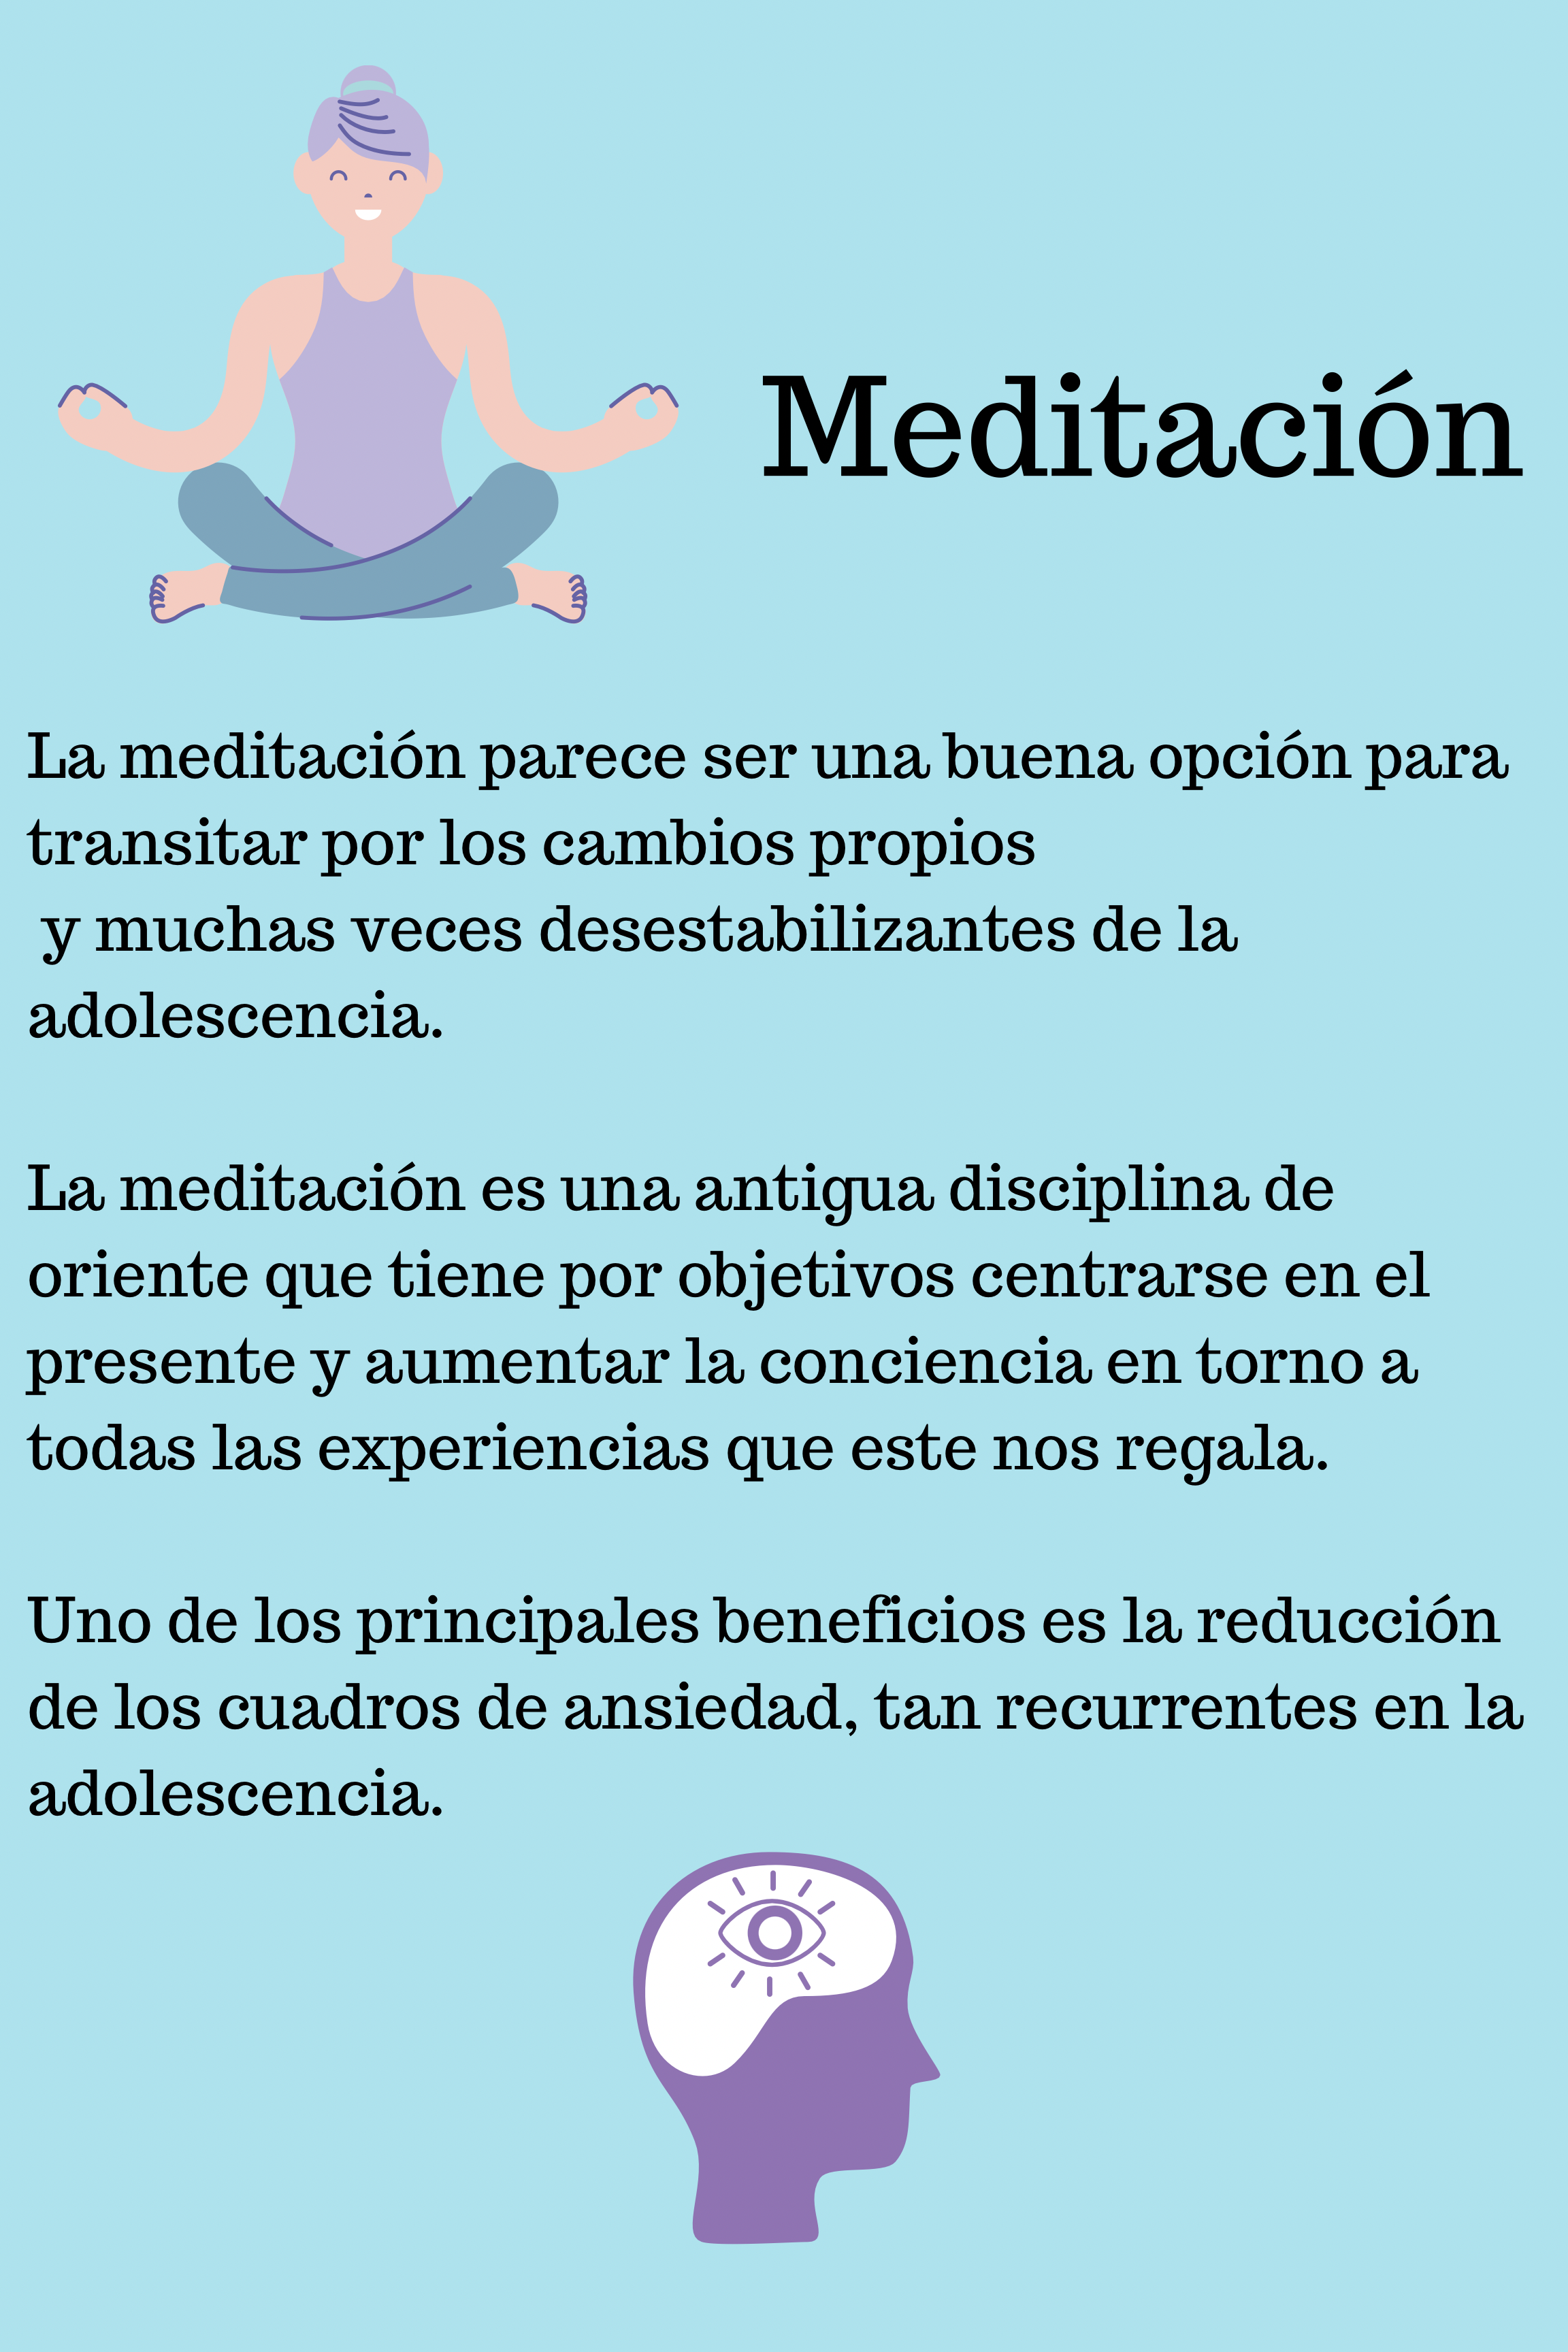 Meditación
La meditación parece ser una buena opción para
transitar por los cambios propios
y muchas veces desestabilizantes de la
adolescencia.
La meditación es una antigua disciplina de
oriente que tiene por objetivos centrarse en el
presente y aumentar la conciencia en torno a
todas las experiencias que este nos regala.
Uno de los principales beneficios es la reducción
de los cuadros de ansiedad, tan recurrentes en la
adolescencia.